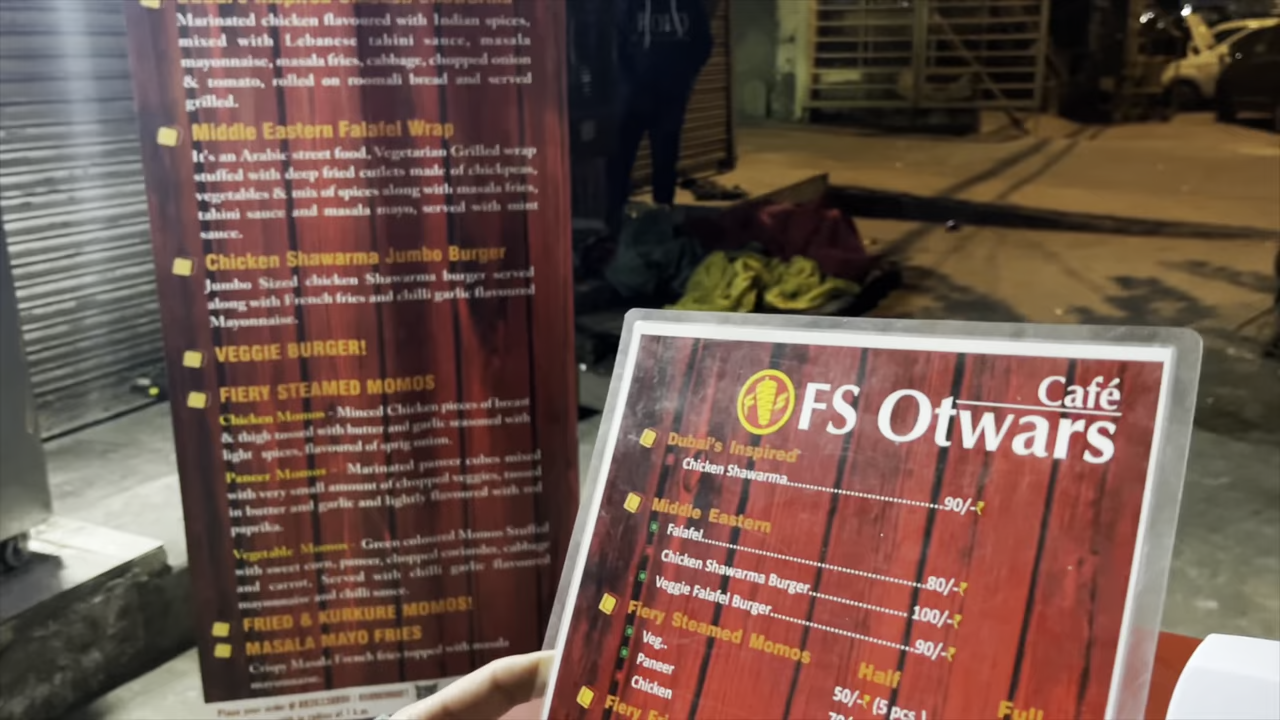 Marinated chicken flavoured with Indian spices,
mixed with Lebanese tahini sauce, masala
mayonnaise, masala fries, cabbage, chopped onion
& tomato, rolled on roomali bread and served
grilled.
Middle Eastern Falafel Wrap
It's an Arabic street food, Vegetarian Grilled wrap
stuffed with deep fried cutlets made of chickpeas,
vegetables & mix of spices along with masala fries,
tahini sauce and masala mayo, served with mint
sauce.
Chicken Shawarma Jumbo Burger
Jumbo Sized chicken Shawarma burger served
along with French fries and chilli garlic flavoured
Mayonnaise.
VEGGIE BURGER!
FIERY STEAMED MOMOS
Chicken Momos - Minced Chicken pieces of breast
& thigh tossed with butter and garlic seasoned with
light spices, flavoured of sprig onion.
Paneer Momos - Marinated paneer cubes mixed
with very small amount of chopped veggies, tossed
in butter and garlic and lightly flavoured with red
paprika.
Vegetable Momos - Green coloured Momos Stuffed
with sweet corn, paneer, chopped coriander, cabbage
and carrot. Served with chilli garlic flavoured
mayonnaise and chilli sauce.
FRIED & KURKURE MOMOS!
MASALA MAYO FRIES
Crispy Masala French fries topped with masala
mayonnaise.
Café
FS Otwars
Dubai's Inspired
Chicken Shawarma..........90/-₹
Middle Eastern
Falafel..........80/-₹
Chicken Shawarma Burger..........100/-₹
Veggie Falafel Burger..........90/-₹
Fiery Steamed Momos
Half
Full
Veg.. 50/-₹ (5 pcs.)
Paneer
Chicken